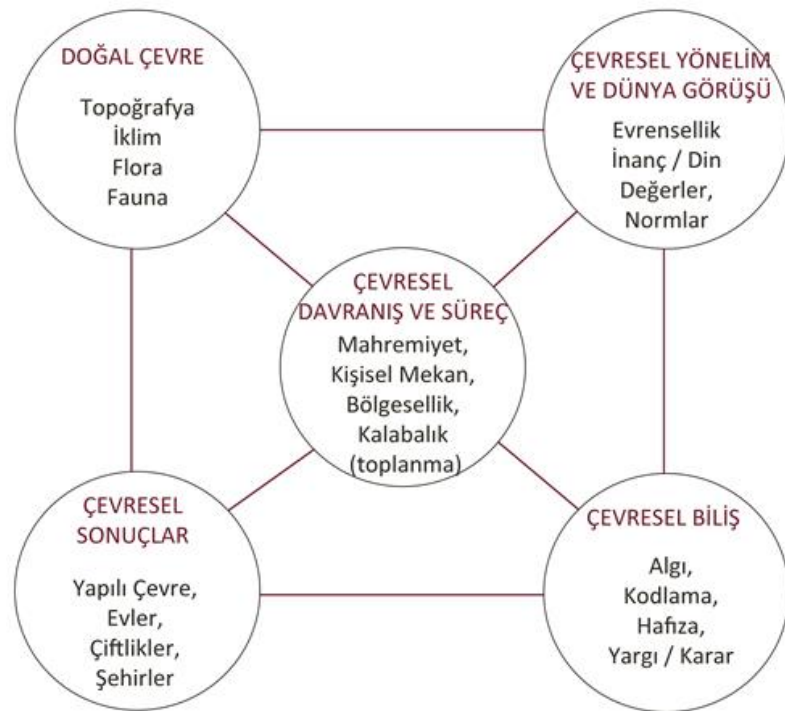 DOĞAL ÇEVRE
Topoğrafya
İklim
Flora
Fauna
ÇEVRESEL YÖNELİM
VE DÜNYA GÖRÜŞÜ
Evrensellik
İnanç / Din
Değerler,
Normlar
ÇEVRESEL
DAVRANIŞ VE SÜREÇ
Mahremiyet,
Kişisel Mekan,
Bölgesellik,
Kalabalık
(toplanma)
ÇEVRESEL
SONUÇLAR
Yapılı Çevre,
Evler,
Çiftlikler,
Şehirler
ÇEVRESEL BİLİŞ
Algı,
Kodlama,
Hafıza,
Yargı / Karar